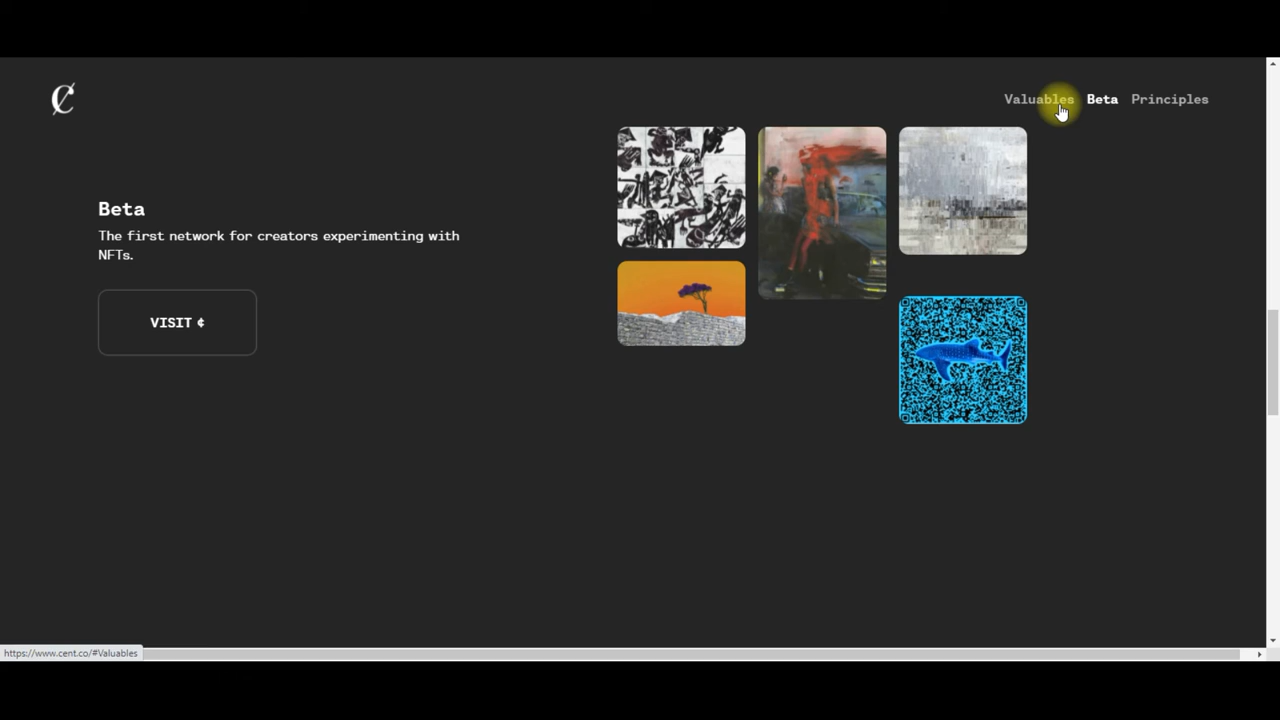 ₡
Valuables Beta Principles
Beta
The first network for creators experimenting with
NFTs.
VISIT ¢
https://www.cent.co/#Valuables